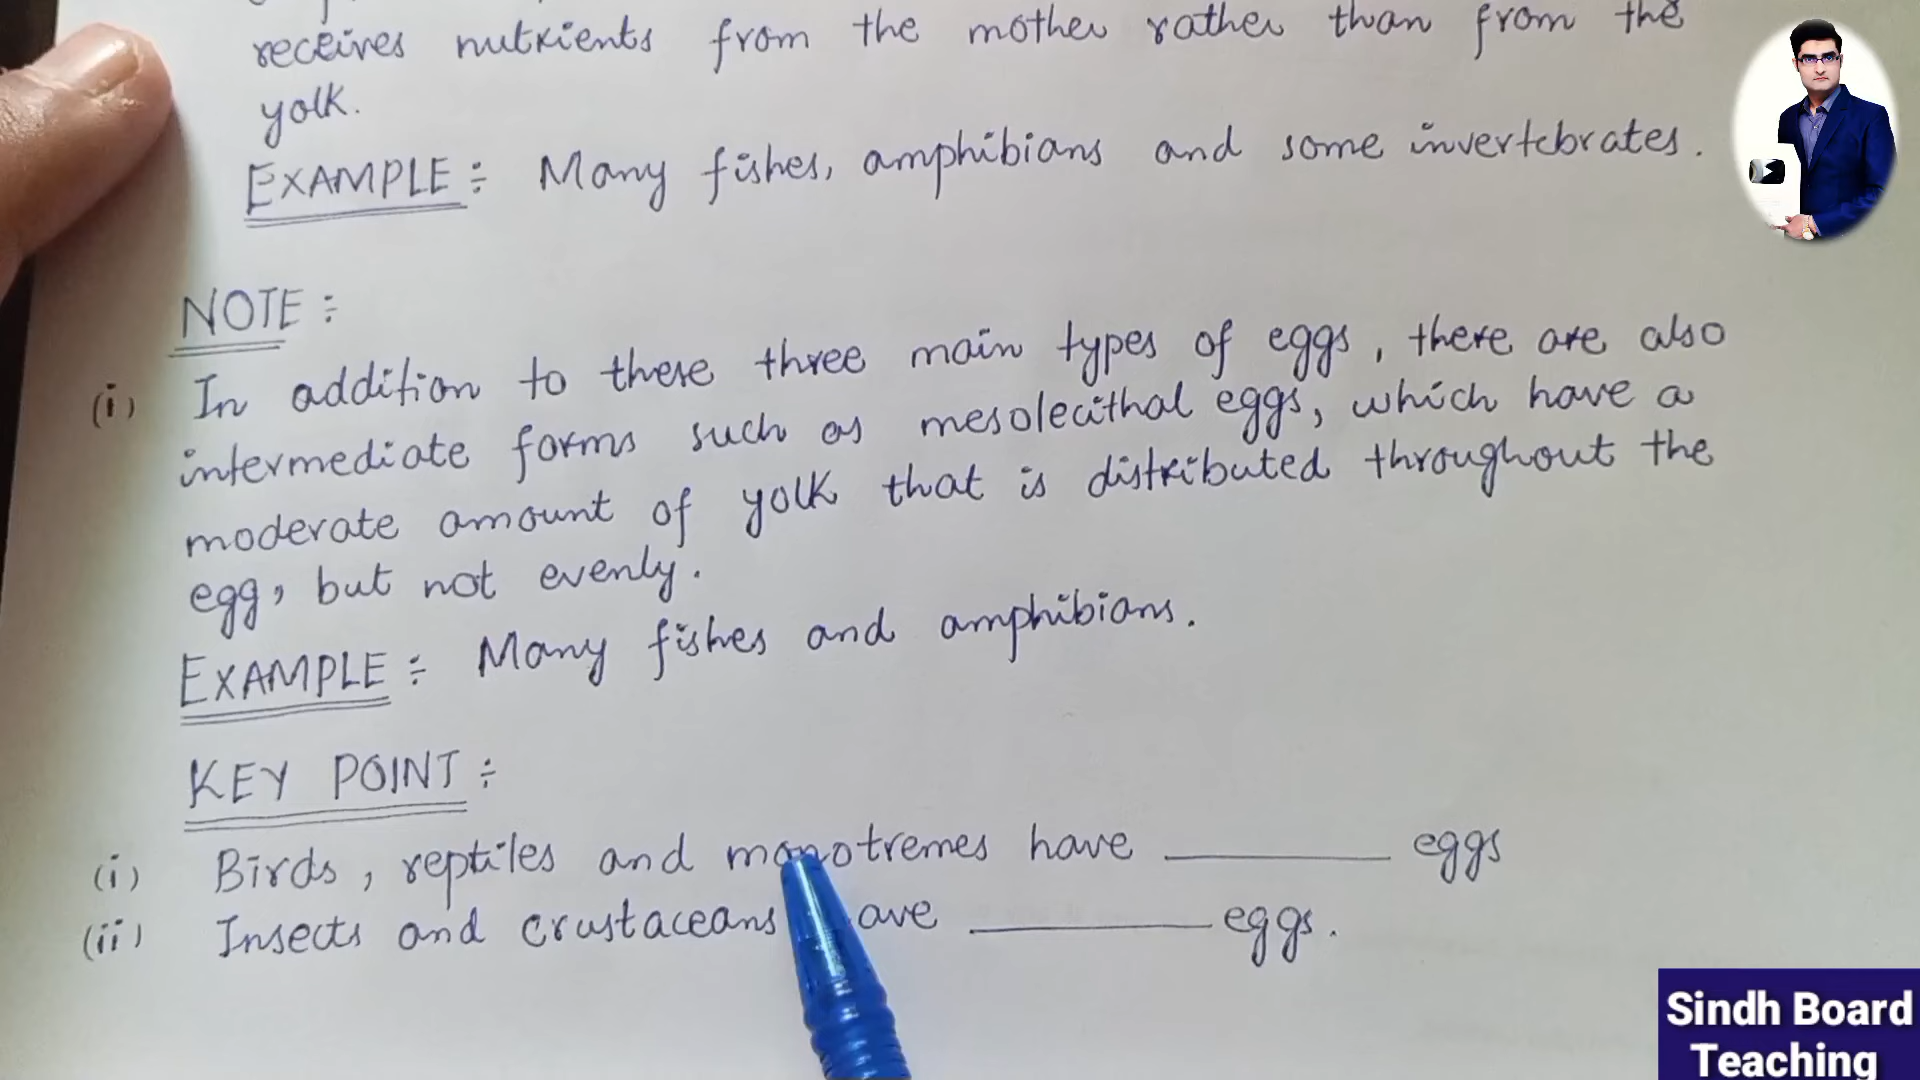 receives nutrients from the mother rather than from the
yolk.
EXAMPLE÷ Many fishes, amphibians and some invertebrates.
NOTE÷
(i) In addition to these three main types of eggs, there are also
intermediate forms such as mesolecithal eggs, which have a
moderate amount of yolk that is distributed throughout the
egg, but not evenly.
EXAMPLE÷ Many fishes and amphibians.
KEY POINT÷
(i) Birds, reptiles and monotremes have ________ eggs
(ii) Insects and crustaceans have ________ eggs.
Sindh Board
Teaching